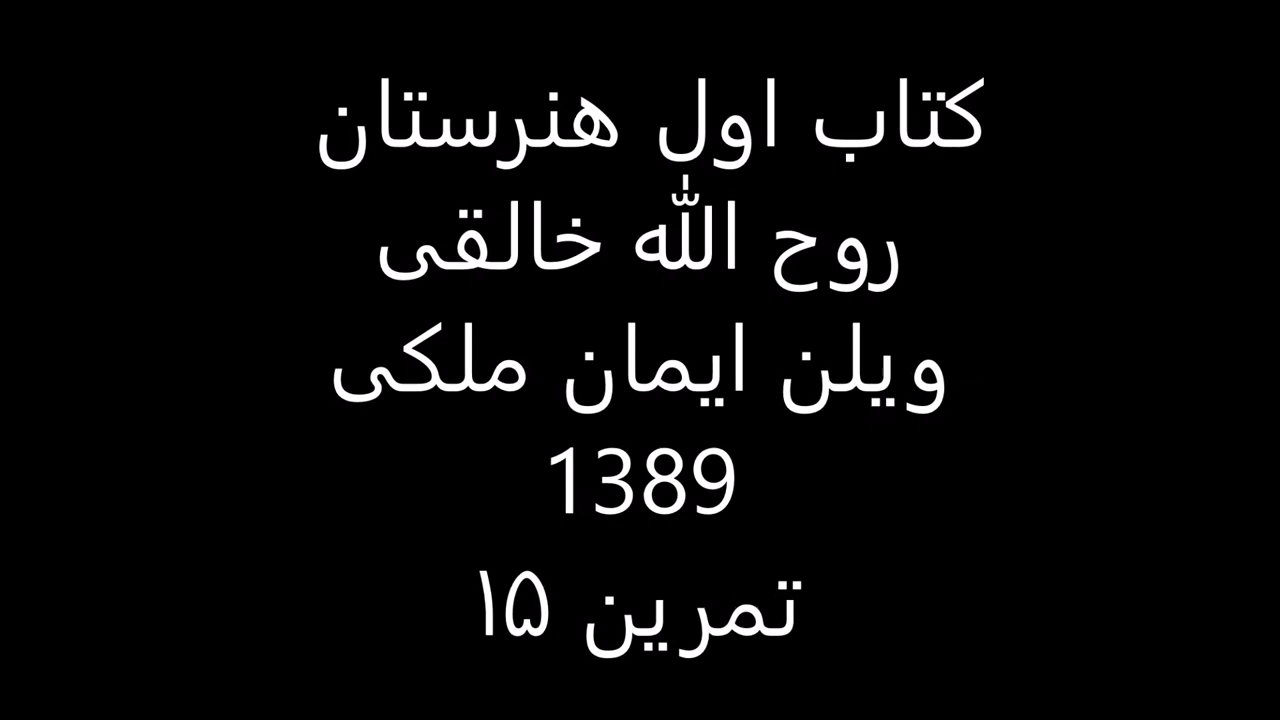 کتاب اول هنرستان
روح الله خالقی
ویلن ایمان ملکی
1389
تمرین ۱۵